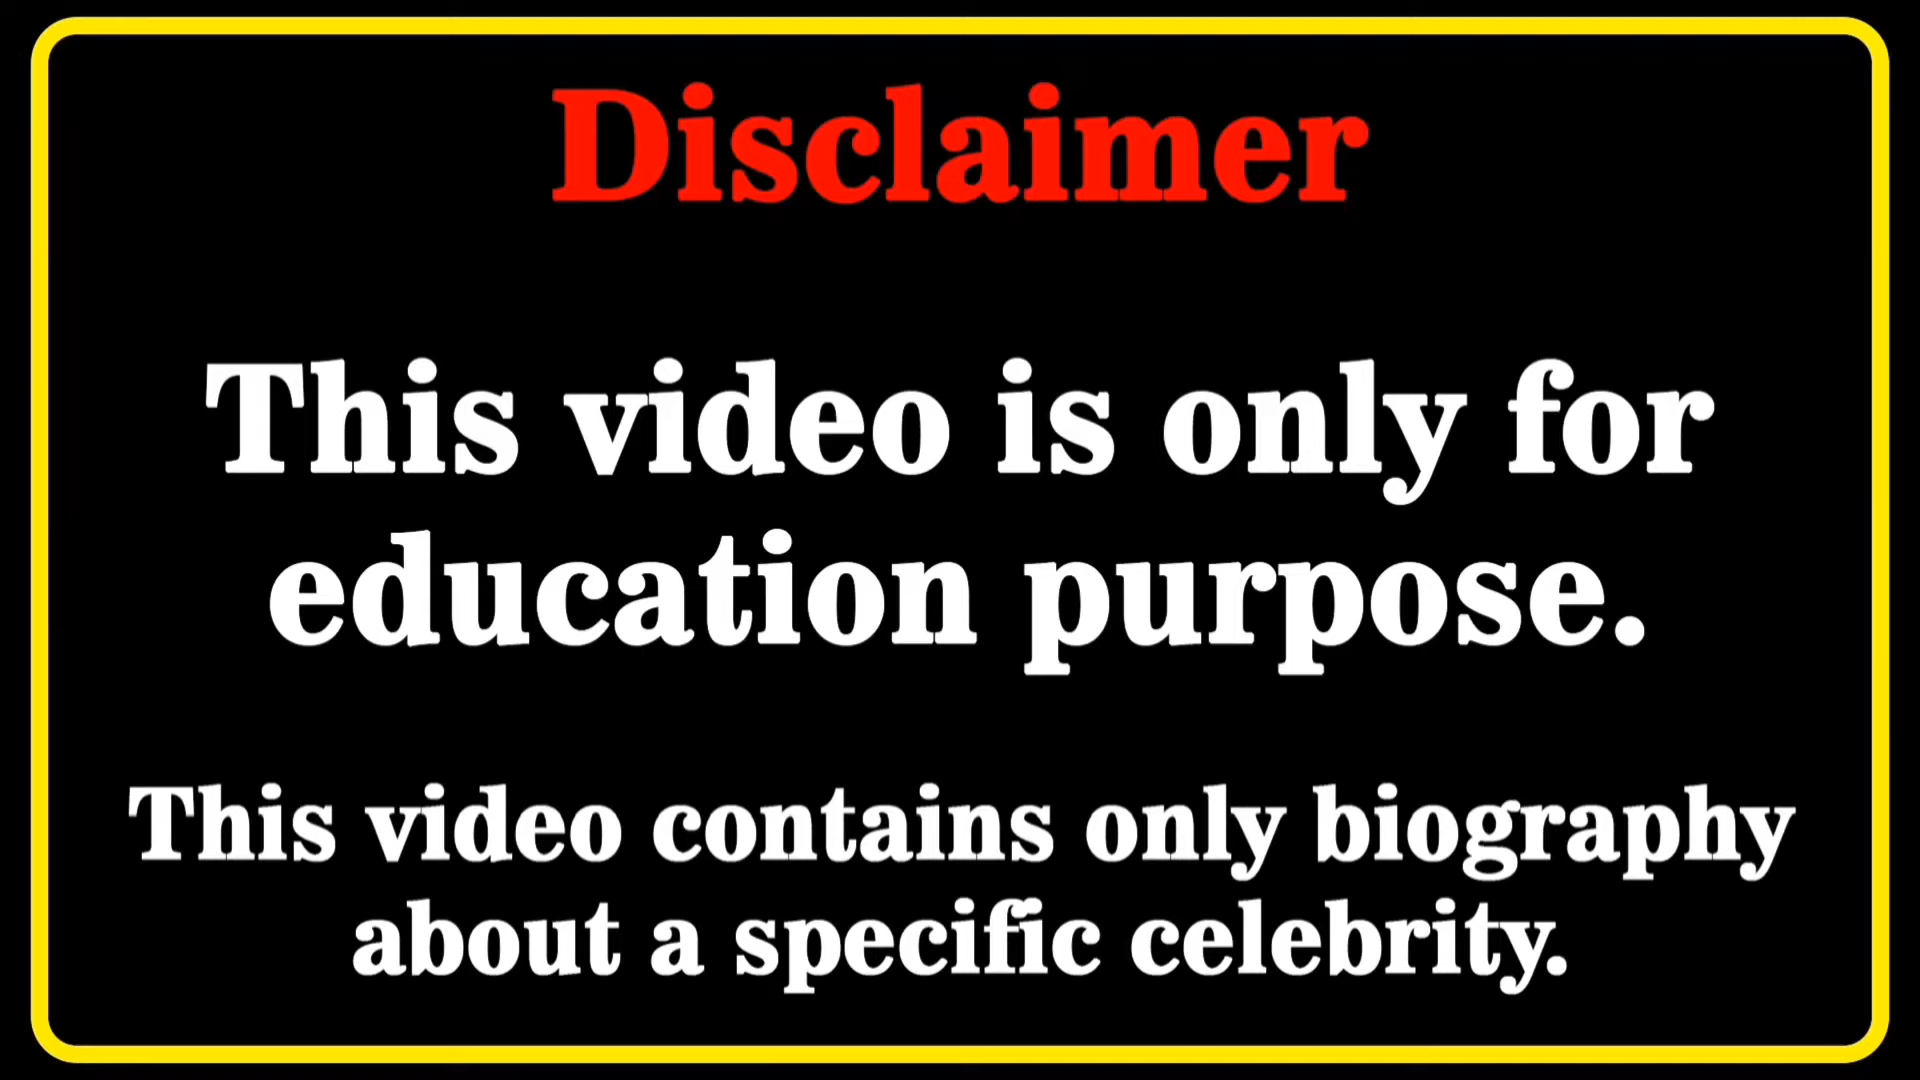 Disclaimer
This video is only for
education purpose.
This video contains only biography
about a specific celebrity.